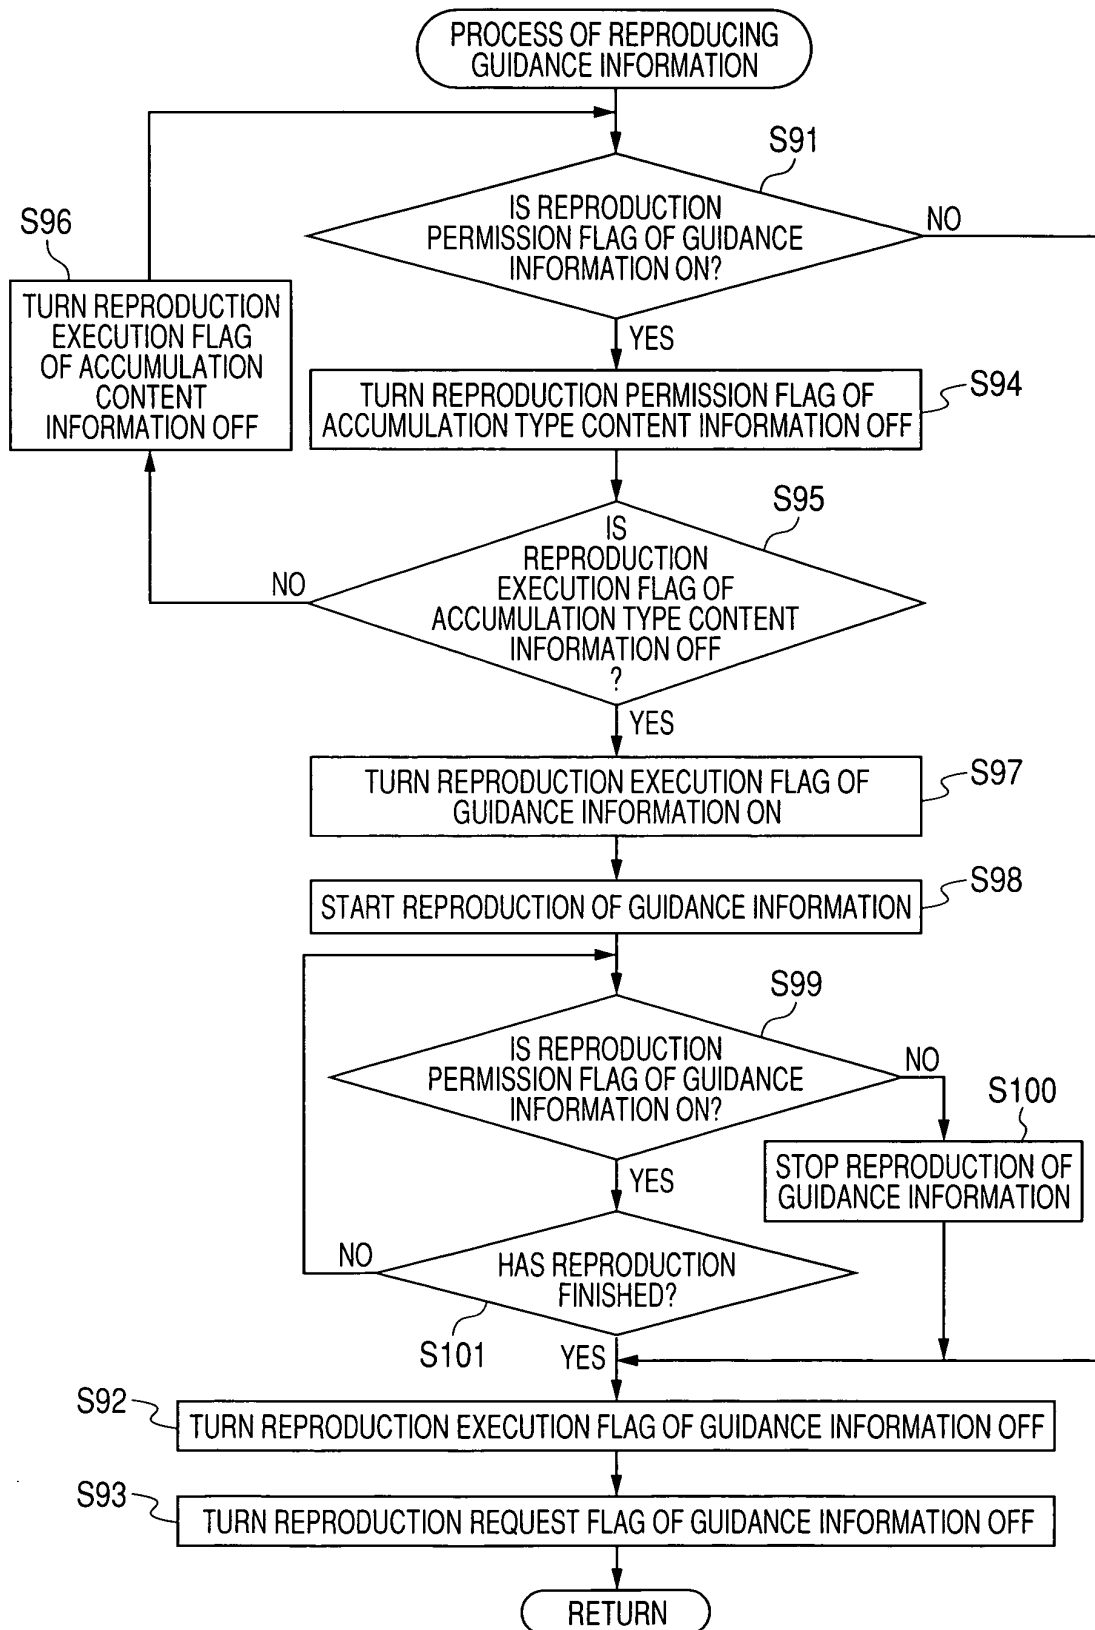 PROCESS OF REPRODUCING
GUIDANCE INFORMATION
S91
IS REPRODUCTION
PERMISSION FLAG OF GUIDANCE
INFORMATION ON?
NO
YES
S96
TURN REPRODUCTION
EXECUTION FLAG
OF ACCUMULATION
CONTENT
INFORMATION OFF
TURN REPRODUCTION PERMISSION FLAG OF
ACCUMULATION TYPE CONTENT INFORMATION OFF
S94
S95
IS
REPRODUCTION
EXECUTION FLAG OF
ACCUMULATION TYPE CONTENT
INFORMATION OFF
?
NO
YES
TURN REPRODUCTION EXECUTION FLAG OF
GUIDANCE INFORMATION ON
S97
START REPRODUCTION OF GUIDANCE INFORMATION
S98
S99
IS REPRODUCTION
PERMISSION FLAG OF GUIDANCE
INFORMATION ON?
NO
YES
S100
STOP REPRODUCTION OF
GUIDANCE INFORMATION
HAS REPRODUCTION
FINISHED?
NO
S101
YES
S92
TURN REPRODUCTION EXECUTION FLAG OF GUIDANCE INFORMATION OFF
S93
TURN REPRODUCTION REQUEST FLAG OF GUIDANCE INFORMATION OFF
RETURN